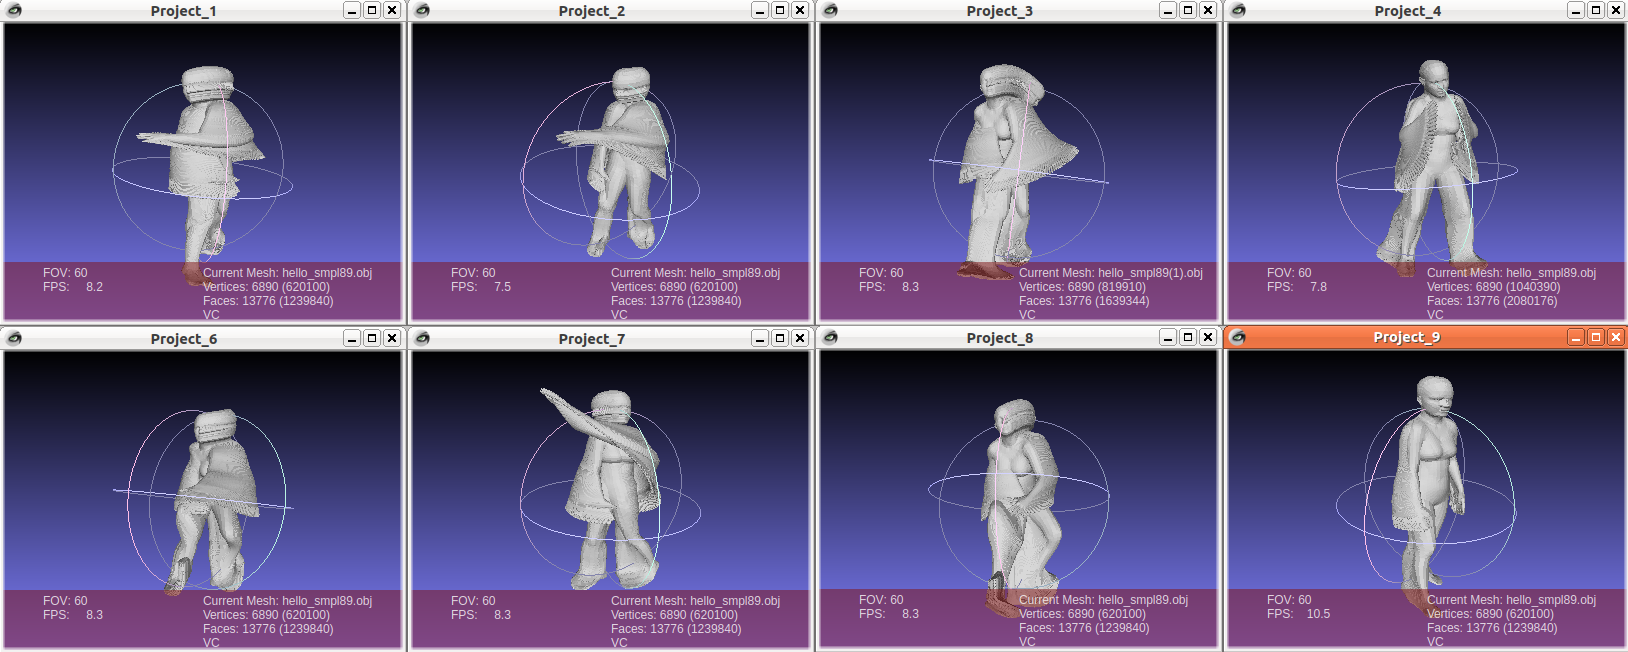 Project_1
FOV: 60
FPS: 8.2
Current Mesh: hello_smpl89.obj
Vertices: 6890 (620100)
Faces: 13776 (1239840)
VC
Project_2
FOV: 60
FPS: 7.5
Current Mesh: hello_smpl89.obj
Vertices: 6890 (620100)
Faces: 13776 (1239840)
VC
Project_3
FOV: 60
FPS: 8.3
Current Mesh: hello_smpl89(1).obj
Vertices: 6890 (819910)
Faces: 13776 (1639344)
VC
Project_4
FOV: 60
FPS: 7.8
Current Mesh: hello_smpl89.obj
Vertices: 6890 (1040390)
Faces: 13776 (2080176)
VC
Project_6
FOV: 60
FPS: 8.3
Current Mesh: hello_smpl89.obj
Vertices: 6890 (620100)
Faces: 13776 (1239840)
VC
Project_7
FOV: 60
FPS: 8.3
Current Mesh: hello_smpl89.obj
Vertices: 6890 (620100)
Faces: 13776 (1239840)
VC
Project_8
FOV: 60
FPS: 8.3
Current Mesh: hello_smpl89.obj
Vertices: 6890 (620100)
Faces: 13776 (1239840)
VC
Project_9
FOV: 60
FPS: 10.5
Current Mesh: hello_smpl89.obj
Vertices: 6890 (620100)
Faces: 13776 (1239840)
VC